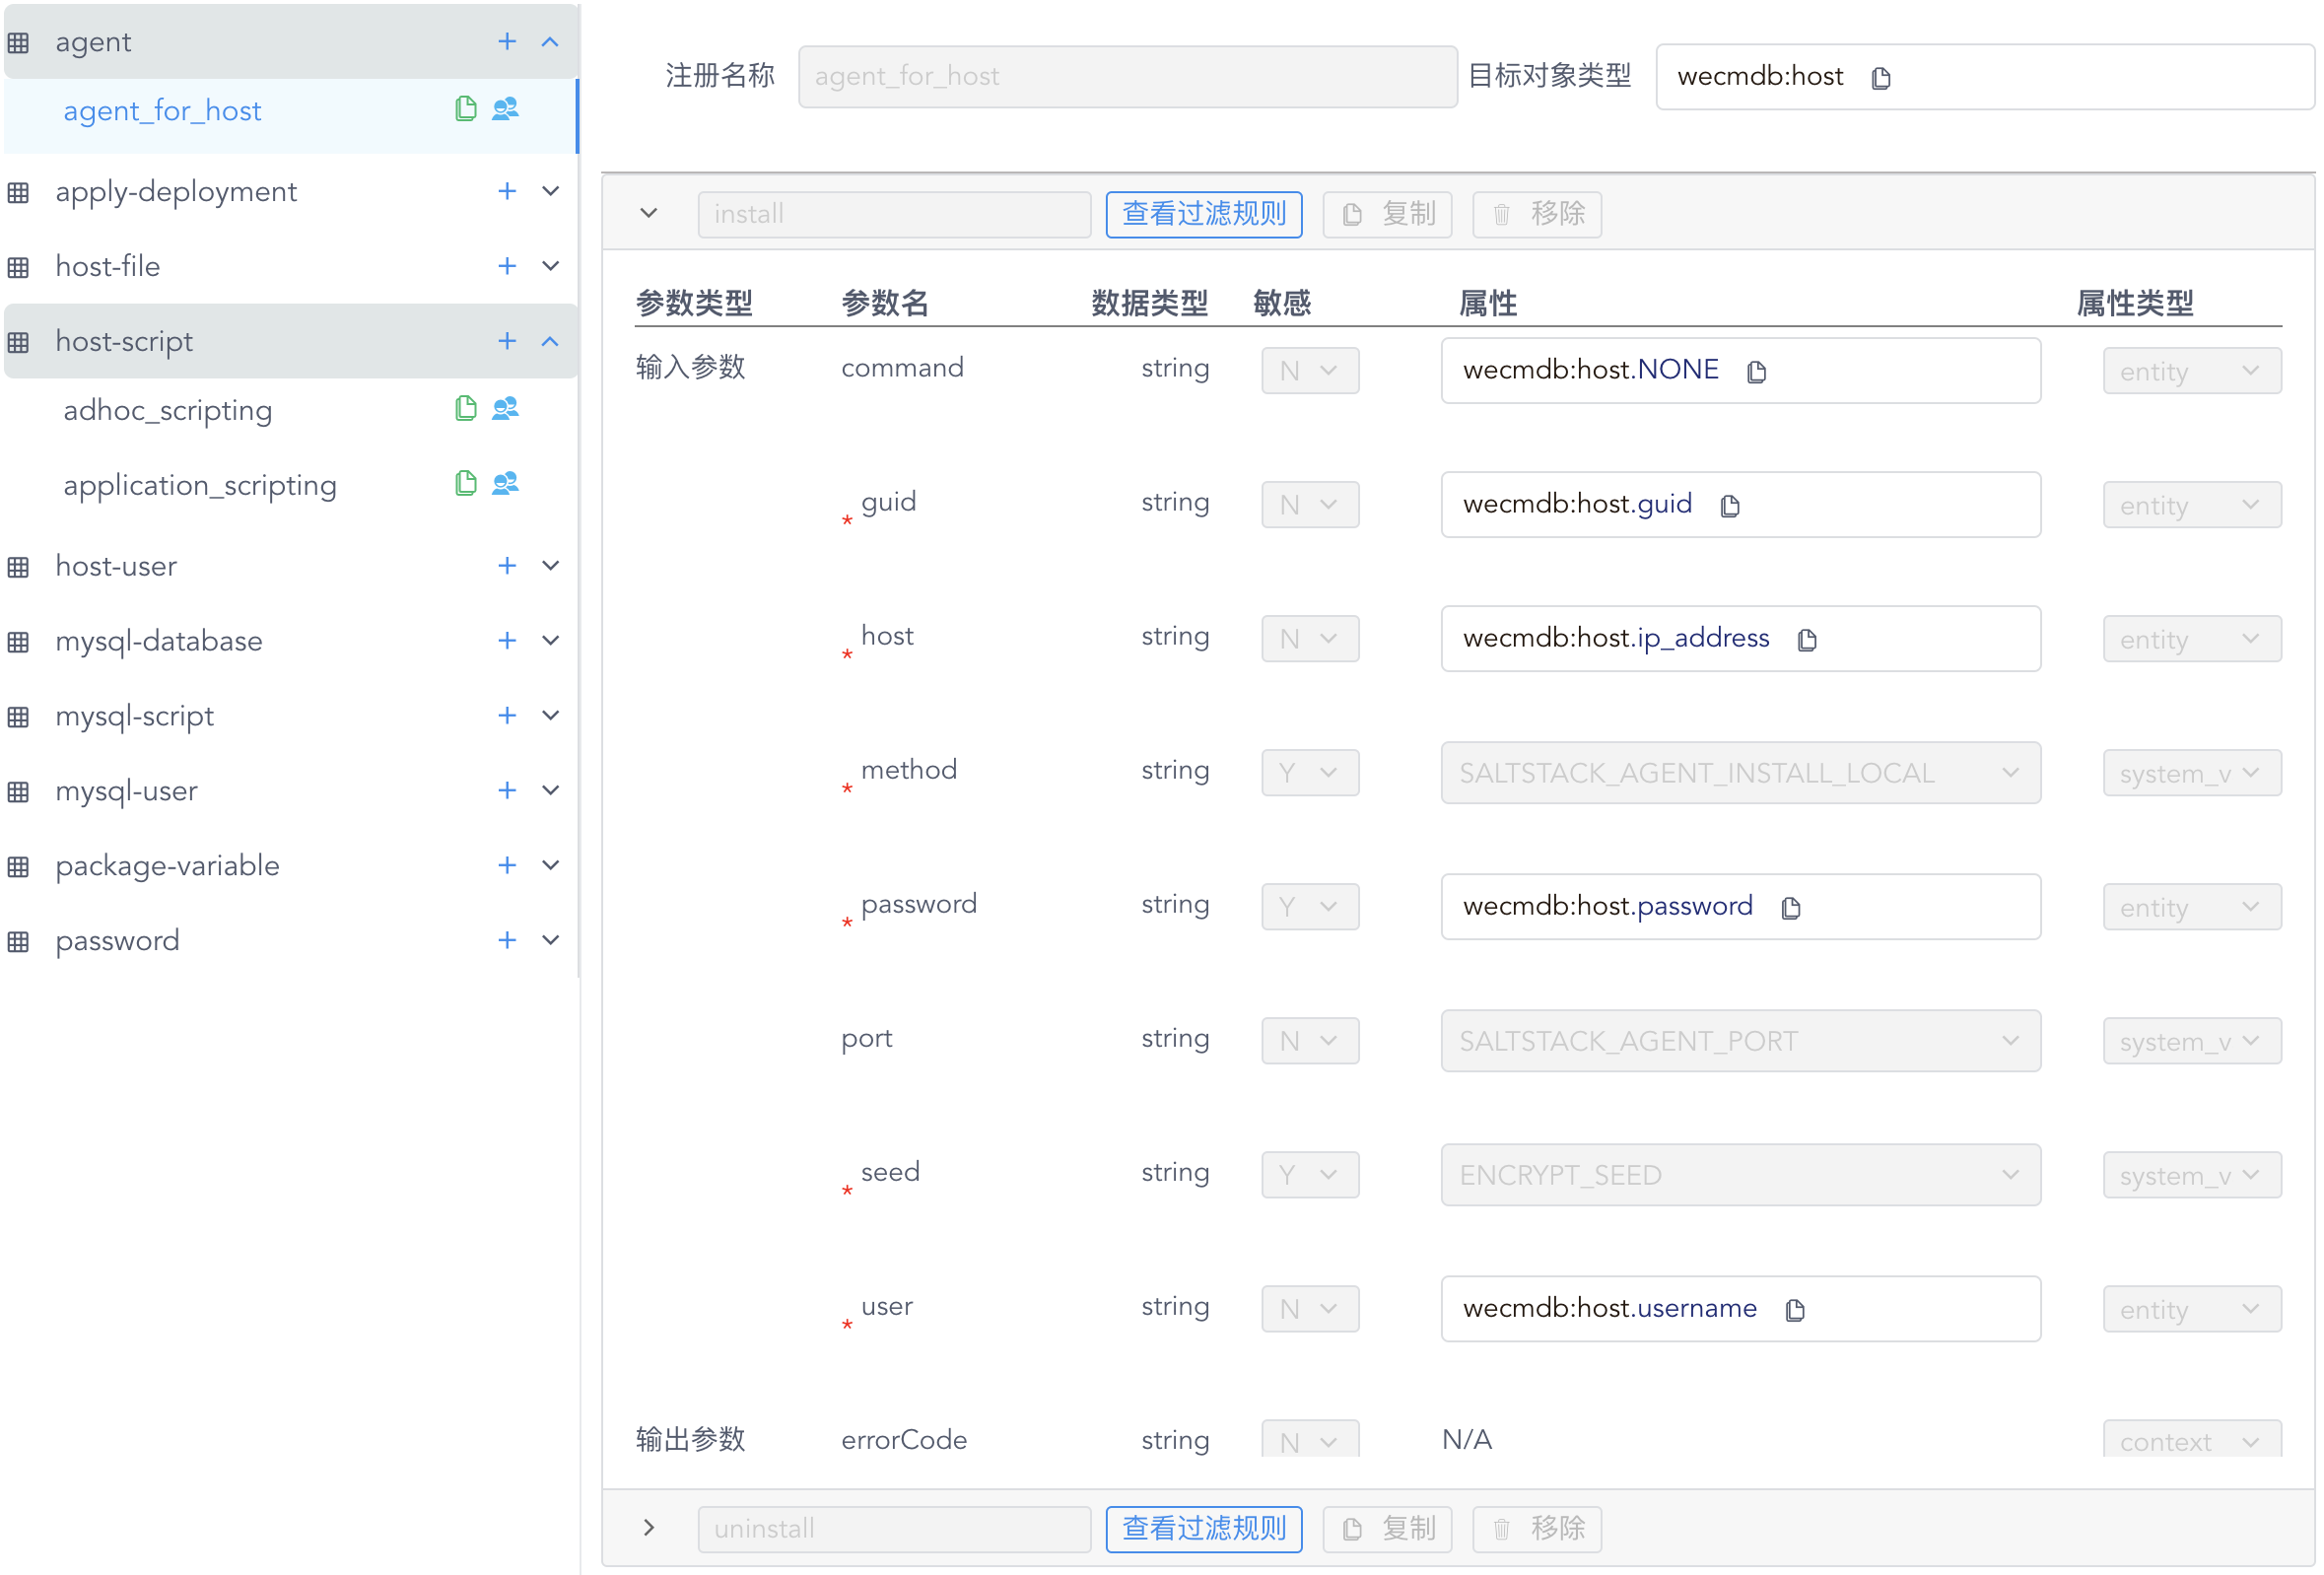 agent
agent_for_host
apply-deployment
host-file
host-script
adhoc_scripting
application_scripting
host-user
mysql-database
mysql-script
mysql-user
package-variable
password
注册名称 agent_for_host 目标对象类型 wecmdb:host
install 查看过滤规则 复制 移除
参数类型 参数名 数据类型 敏感 属性 属性类型
输入参数 command string N wecmdb:host.NONE entity
* guid string N wecmdb:host.guid entity
* host string N wecmdb:host.ip_address entity
* method string Y SALTSTACK_AGENT_INSTALL_LOCAL system_v
* password string Y wecmdb:host.password entity
port string N SALTSTACK_AGENT_PORT system_v
* seed string Y ENCRYPT_SEED system_v
* user string N wecmdb:host.username entity
输出参数 errorCode string N N/A context
uninstall 查看过滤规则 复制 移除